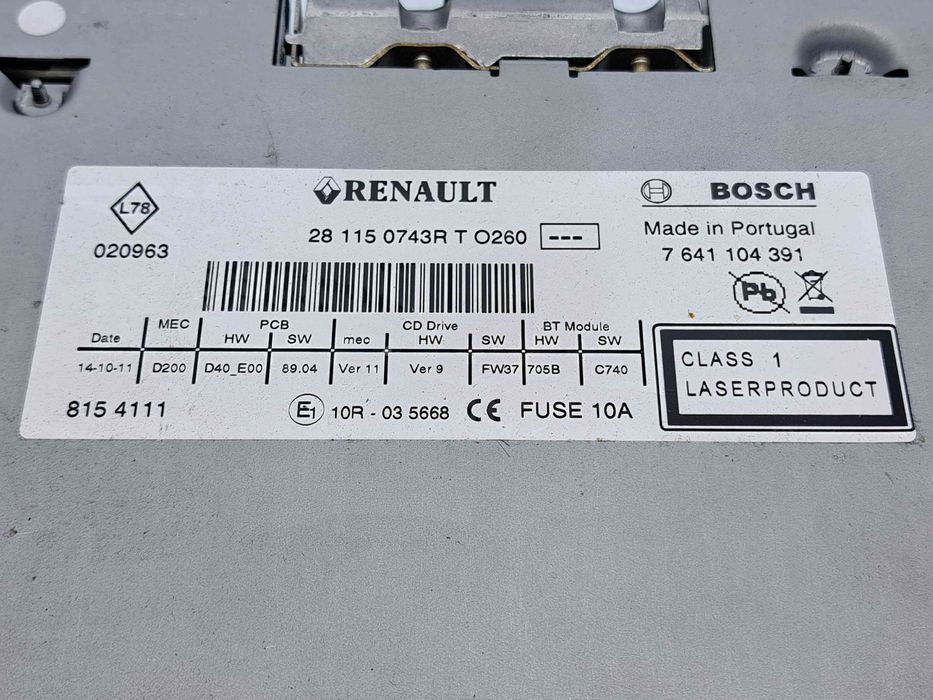 L78
020963
RENAULT
28 115 0743R T O260 ---
BOSCH
Made in Portugal
7 641 104 391
Pb
MEC PCB CD Drive BT Module
Date HW SW mec HW SW HW SW
14-10-11 D200 D40_E00 89.04 Ver 11 Ver 9 FW37 705B C740
815 4111
E1 10R - 03 5668 CE FUSE 10A
CLASS 1
LASERPRODUCT